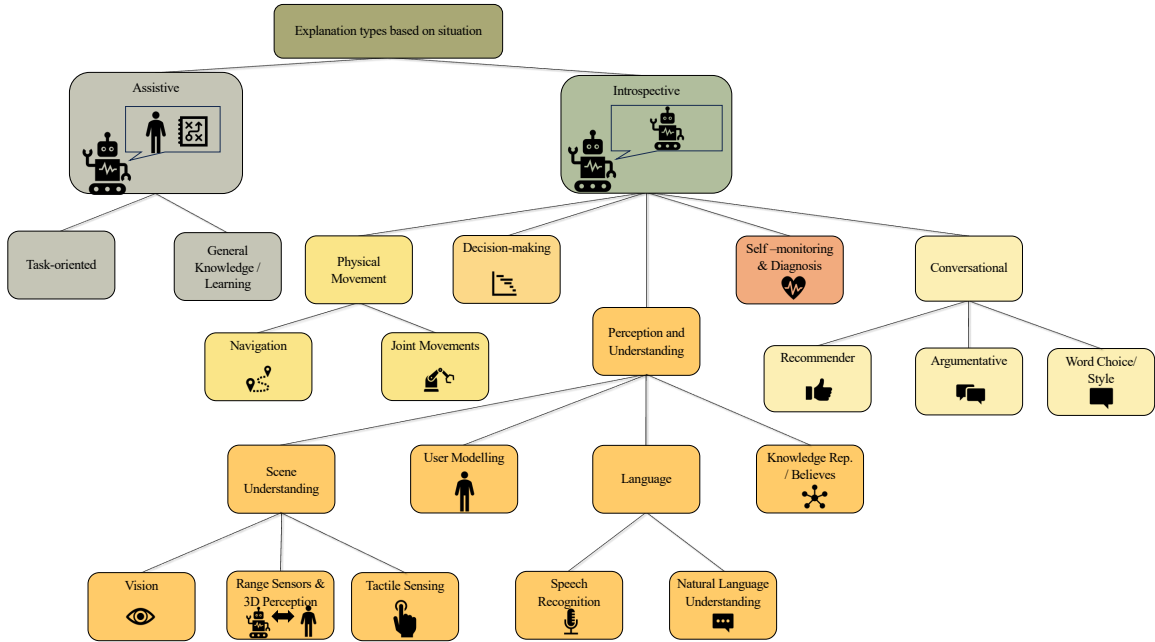 Explanation types based on situation
Assistive
Introspective
Task-oriented
General
Knowledge /
Learning
Physical
Movement
Decision-making
Self –monitoring
& Diagnosis
Conversational
Perception and
Understanding
Navigation
Joint Movements
Recommender
Argumentative
Word Choice/
Style
Scene
Understanding
User Modelling
Language
Knowledge Rep.
/ Believes
Vision
Range Sensors &
3D Perception
Tactile Sensing
Speech
Recognition
Natural Language
Understanding